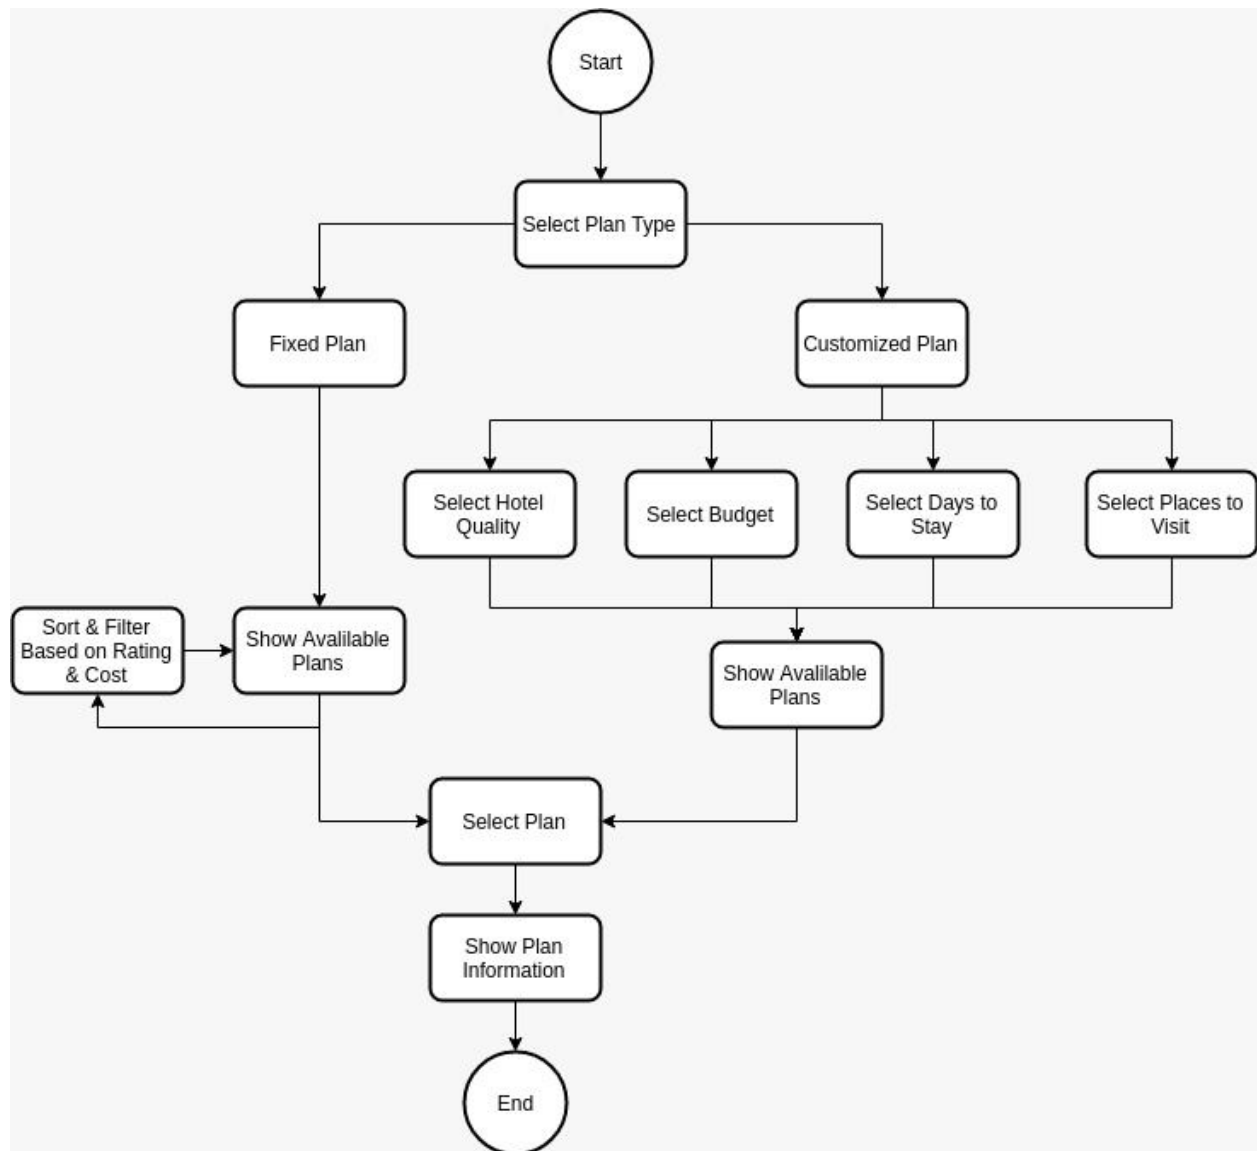 Start
Select Plan Type
Fixed Plan
Customized Plan
Select Hotel
Quality
Select Budget
Select Days to
Stay
Select Places to
Visit
Sort & Filter
Based on Rating
& Cost
Show Avalilable
Plans
Show Avalilable
Plans
Select Plan
Show Plan
Information
End